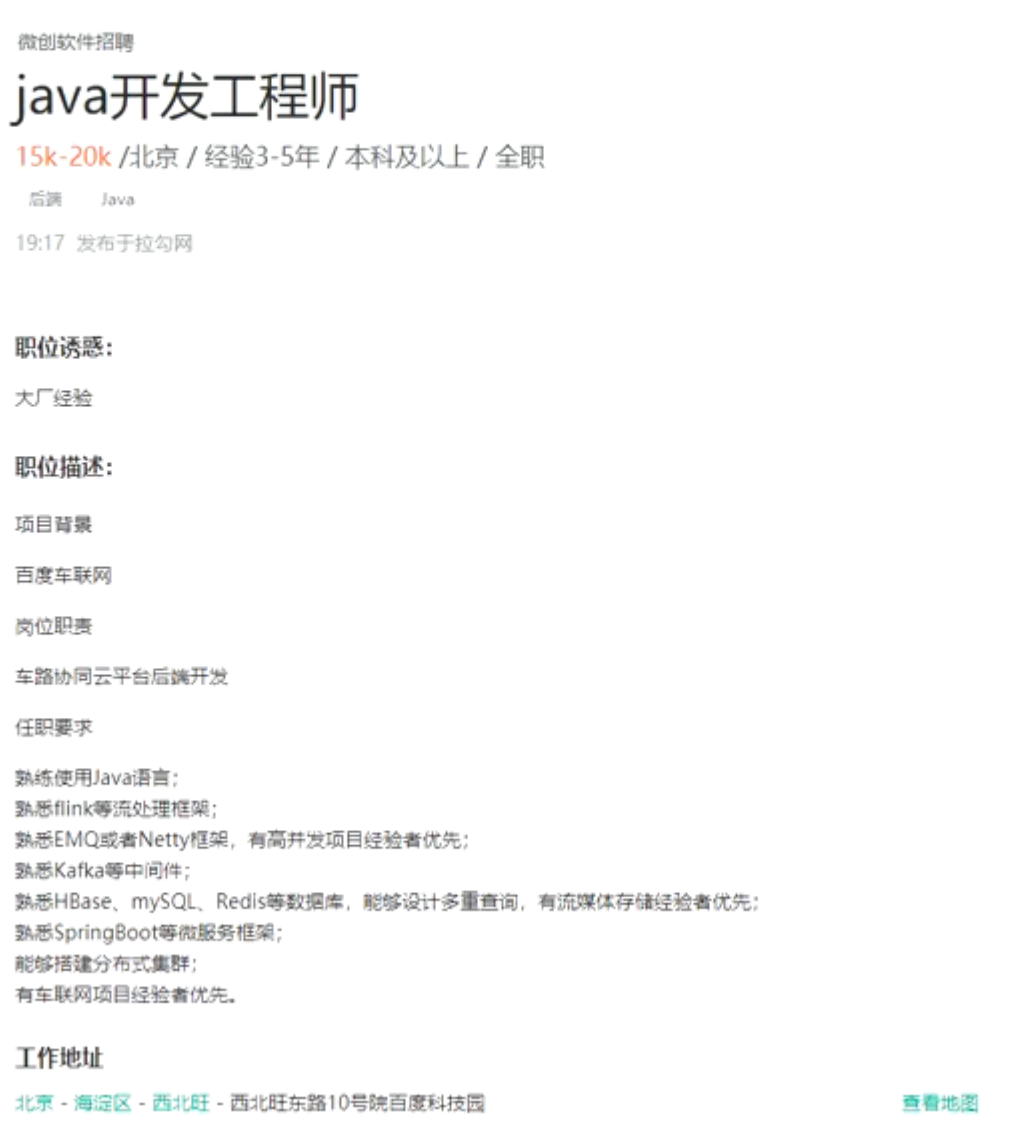 微创软件招聘
java开发工程师
15k-20k /北京 / 经验3-5年 / 本科及以上 / 全职
后端 Java
19:17 发布于拉勾网
职位诱惑：
大厂经验
职位描述：
项目背景
百度车联网
岗位职责
车路协同云平台后端开发
任职要求
熟练使用Java语言；
熟悉flink等流处理框架；
熟悉EMQ或者Netty框架，有高并发项目经验者优先；
熟悉Kafka等中间件；
熟悉HBase、mySQL、Redis等数据库，能够设计多重查询，有流媒体存储经验者优先；
熟悉SpringBoot等微服务框架；
能够搭建分布式集群；
有车联网项目经验者优先。
工作地址
北京 - 海淀区 - 西北旺 - 西北旺东路10号院百度科技园 查看地图